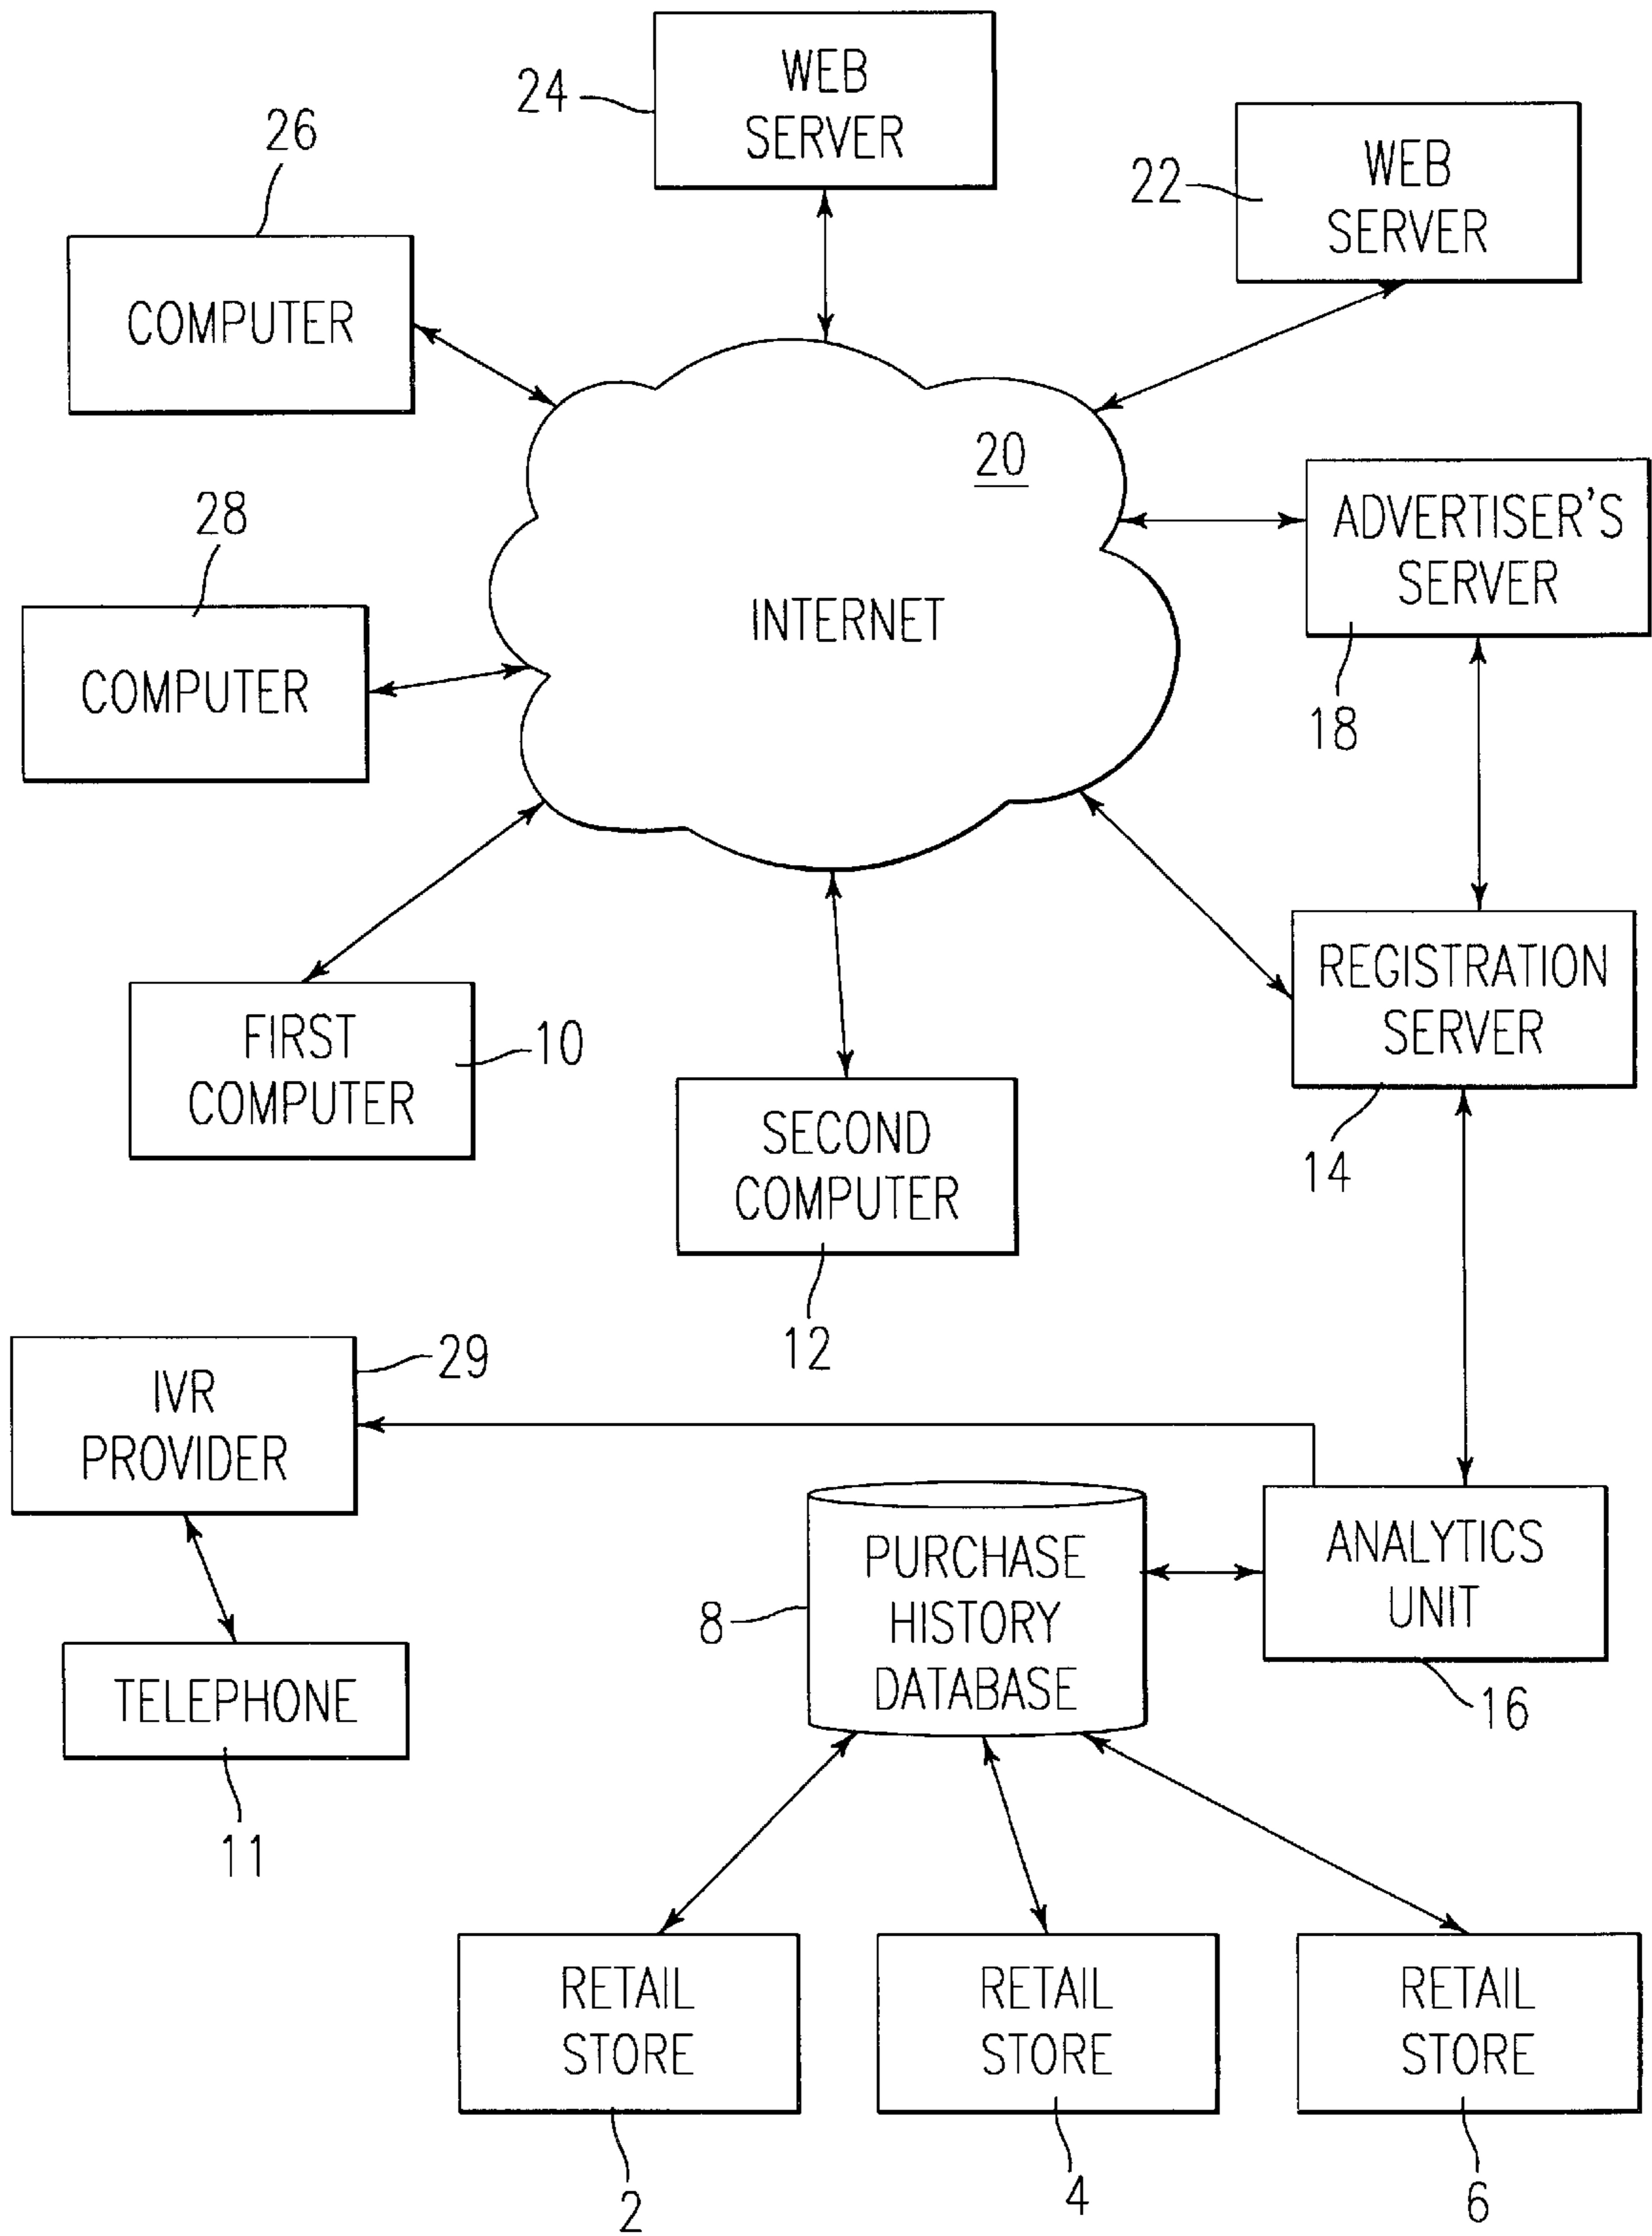 24
WEB
SERVER
26
22
WEB
SERVER
COMPUTER
20
28
ADVERTISER'S
SERVER
INTERNET
COMPUTER
18
REGISTRATION
SERVER
FIRST
COMPUTER
10
SECOND
COMPUTER
14
12
29
IVR
PROVIDER
PURCHASE
HISTORY
DATABASE
8
ANALYTICS
UNIT
TELEPHONE
16
11
RETAIL
STORE
RETAIL
STORE
RETAIL
STORE
2
4
6